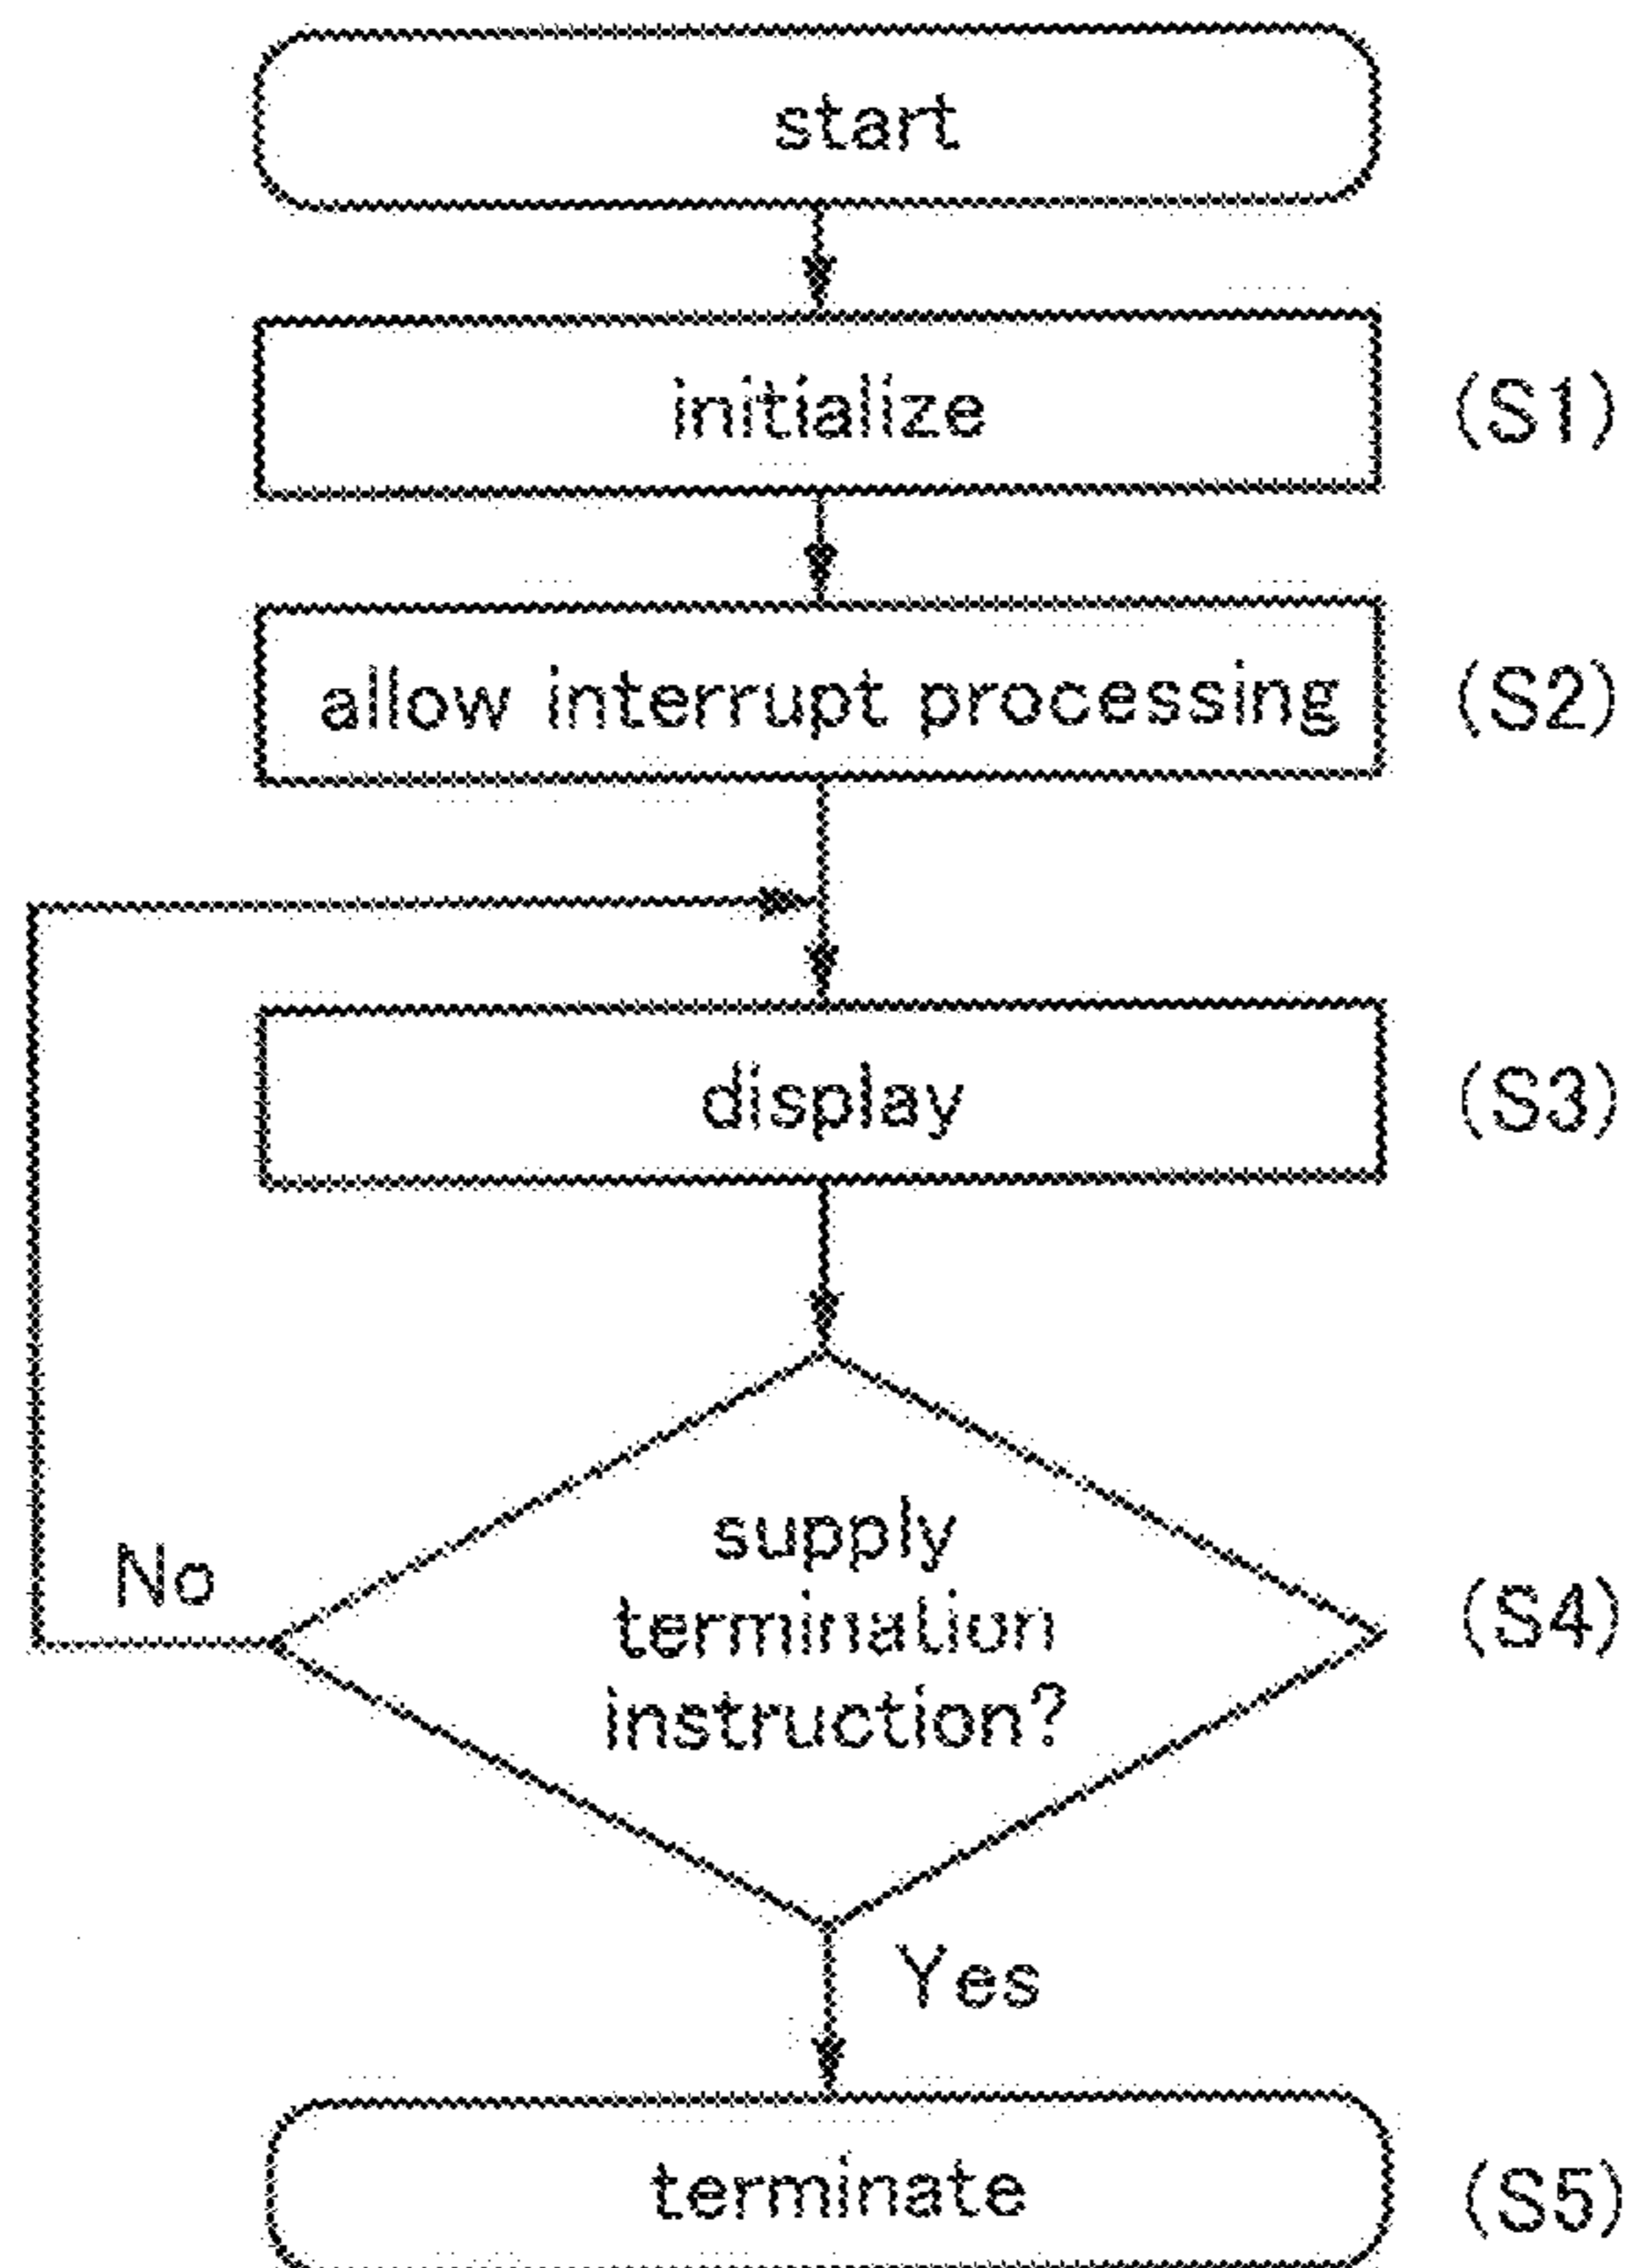 start
initialize
(S1)
allow interrupt processing
(S2)
display
(S3)
supply
termination
instruction?
(S4)
No
Yes
terminate
(S5)